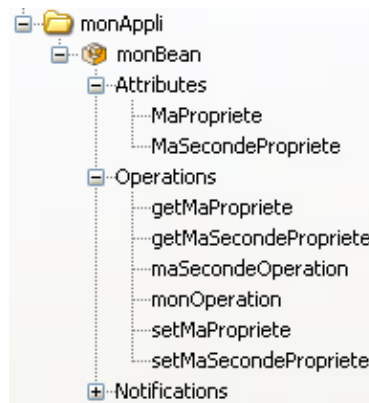 monAppli
monBean
Attributes
MaPropriete
MaSecondePropriete
Operations
getMaPropriete
getMaSecondePropriete
maSecondeOperation
monOperation
setMaPropriete
setMaSecondePropriete
Notifications